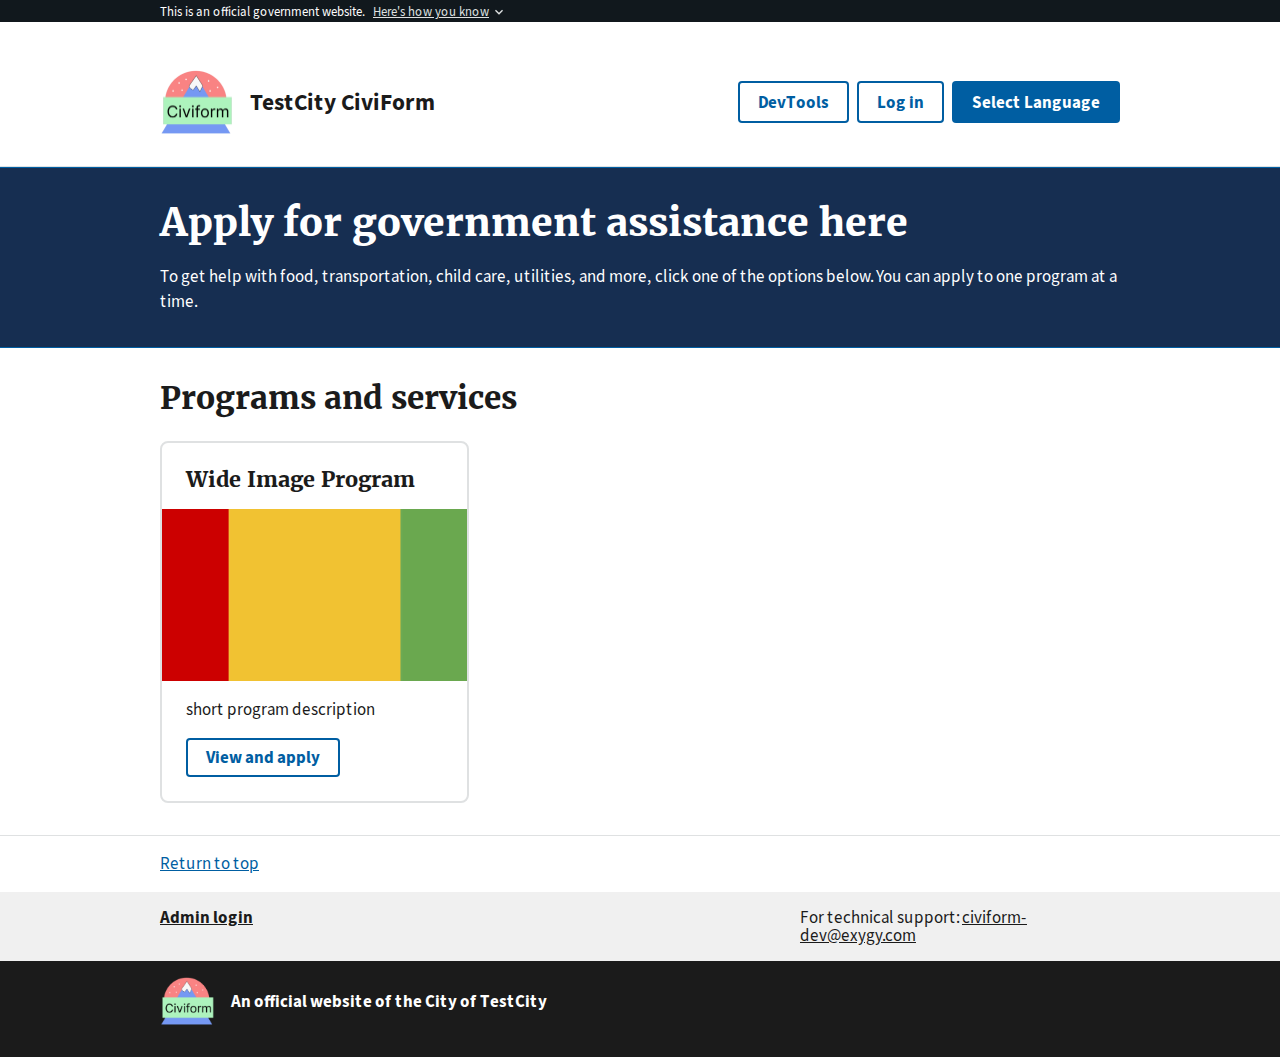 This is an official government website. Here's how you know
Civiform
TestCity CiviForm
DevTools
Log in
Select Language
Apply for government assistance here
To get help with food, transportation, child care, utilities, and more, click one of the options below. You can apply to one program at a
time.
Programs and services
Wide Image Program
short program description
View and apply
Return to top
Admin login
For technical support: civiform-
dev@exygy.com
Civiform
An official website of the City of TestCity